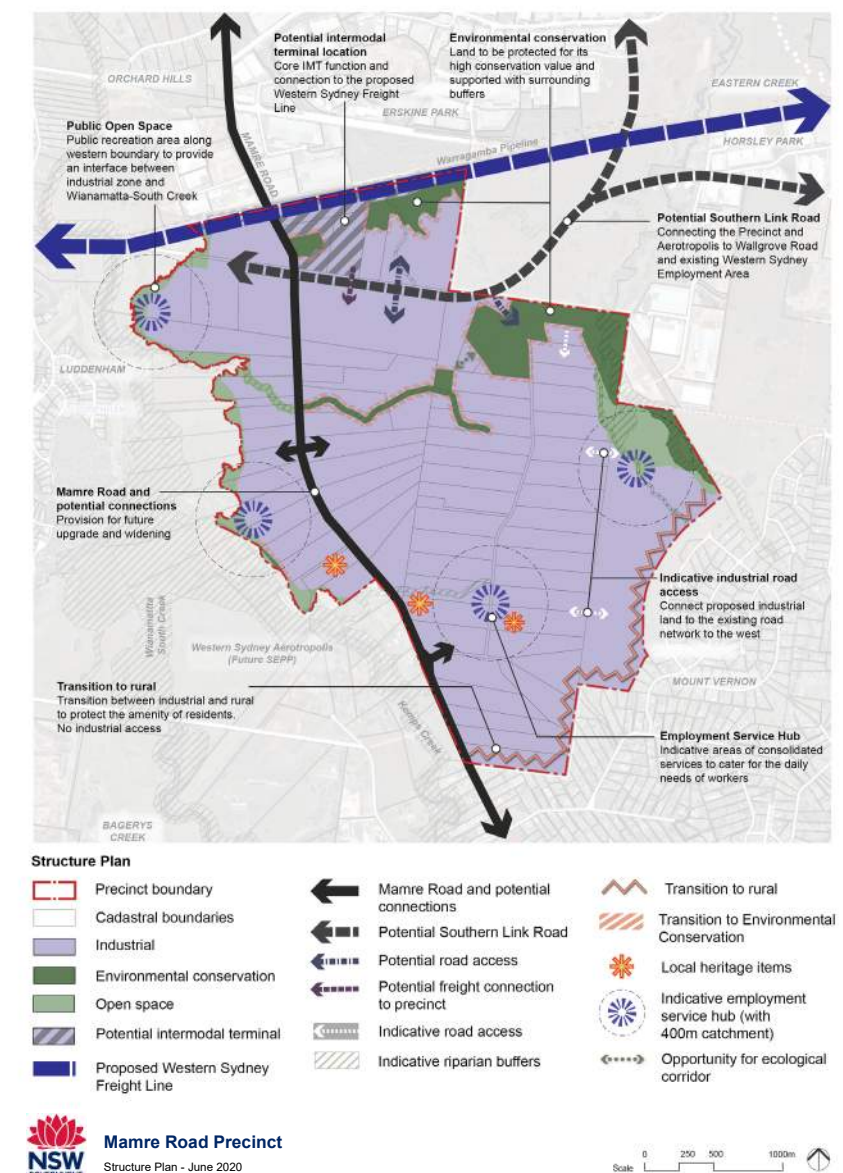 Potential intermodal
terminal location
Core IMT function and
connection to the proposed
Western Sydney Freight
Line
Environmental conservation
Land to be protected for its
high conservation value and
supported with surrounding
buffers
ORCHARD HILLS
EASTERN CREEK
ERSKINE PARK
HORSLEY PARK
Public Open Space
Public recreation area along
western boundary to provide
an interface between
industrial zone and
Wianamatta-South Creek
MAMRE ROAD
Warragamba Pipeline
Potential Southern Link Road
Connecting the Precinct and
Aerotropolis to Wallgrove Road
and existing Western Sydney
Employment Area
LUDDENHAM
Mamre Road and
potential connections
Provision for future
upgrade and widening
Indicative industrial road
access
Connect proposed industrial
land to the existing road
network to the west
Wianamatta
South Creek
Western Sydney Aerotropolis
(Future SEPP)
MOUNT VERNON
Transition to rural
Transition between industrial and rural
to protect the amenity of residents.
No industrial access
Kemps Creek
Employment Service Hub
Indicative areas of consolidated
services to cater for the daily
needs of workers
BAGERYS
CREEK
Structure Plan
Precinct boundary
Cadastral boundaries
Industrial
Environmental conservation
Open space
Potential intermodal terminal
Proposed Western Sydney
Freight Line
Mamre Road and potential
connections
Potential Southern Link Road
Potential road access
Potential freight connection
to precinct
Indicative road access
Indicative riparian buffers
Transition to rural
Transition to Environmental
Conservation
Local heritage items
Indicative employment
service hub (with
400m catchment)
Opportunity for ecological
corridor
NSW
Mamre Road Precinct
Structure Plan - June 2020
Scale
0 250 500 1000m